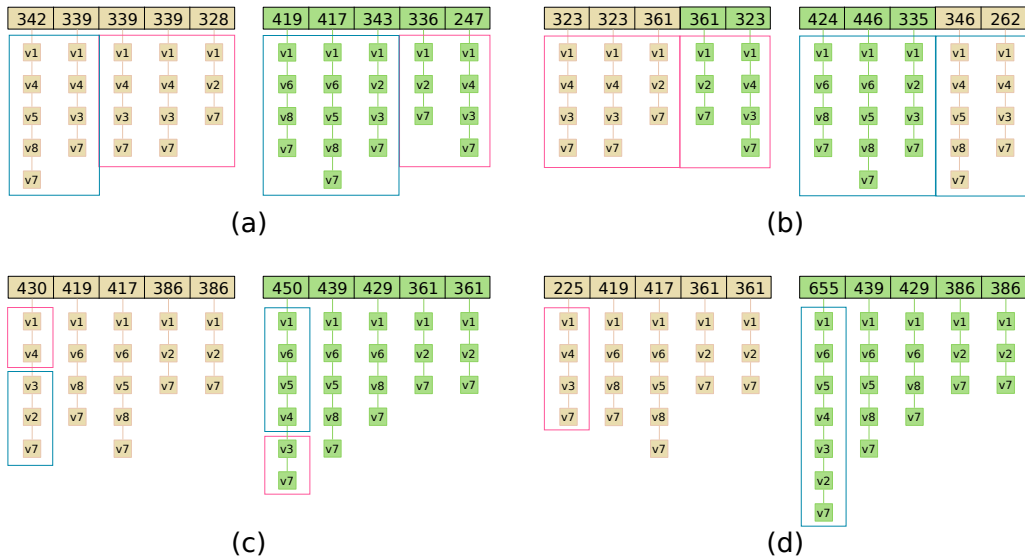 342 339 339 339 328 419 417 343 336 247 323 323 361 361 323 424 446 335 346 262
v1 v1 v1 v1 v1 v1 v1 v1 v1 v1 v1 v1 v1 v1 v1 v1 v1 v1 v1 v1
v4 v4 v4 v4 v2 v6 v6 v2 v2 v4 v4 v4 v2 v2 v4 v6 v6 v2 v4 v4
v5 v3 v3 v3 v7 v8 v5 v3 v7 v3 v3 v3 v7 v7 v3 v8 v5 v3 v5 v3
v8 v7 v7 v7 v7 v8 v7 v7 v7 v7 v7 v7 v8 v7 v8 v7
v7 v7 v7 v7
(a) (b)
430 419 417 386 386 450 439 429 361 361 225 419 417 361 361 655 439 429 386 386
v1 v1 v1 v1 v1 v1 v1 v1 v1 v1 v1 v1 v1 v1 v1 v1 v1 v1 v1 v1
v4 v6 v6 v2 v2 v6 v6 v6 v2 v2 v4 v6 v6 v2 v2 v6 v6 v6 v2 v2
v3 v8 v5 v7 v7 v5 v5 v8 v7 v7 v3 v8 v5 v7 v7 v5 v5 v8 v7 v7
v2 v7 v8 v4 v8 v7 v7 v7 v8 v4 v8 v7
v7 v7 v3 v7 v7 v3 v7
v7 v2
v7
(c) (d)